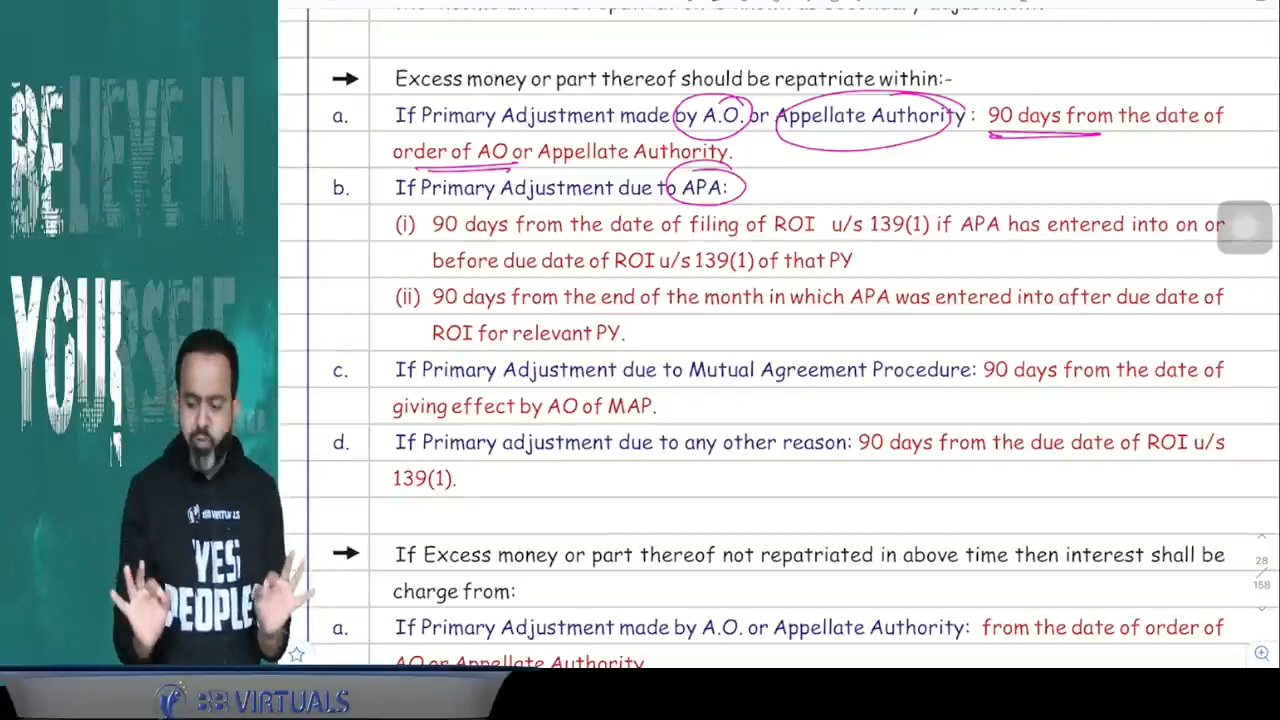 BELIEVE IN
YOURSELF
→ Excess money or part thereof should be repatriate within:-
a. If Primary Adjustment made by A.O. or Appellate Authority : 90 days from the date of
order of AO or Appellate Authority.
b. If Primary Adjustment due to APA:
(i) 90 days from the date of filing of ROI u/s 139(1) if APA has entered into on or
before due date of ROI u/s 139(1) of that PY
(ii) 90 days from the end of the month in which APA was entered into after due date of
ROI for relevant PY.
c. If Primary Adjustment due to Mutual Agreement Procedure: 90 days from the date of
giving effect by AO of MAP.
d. If Primary adjustment due to any other reason: 90 days from the due date of ROI u/s
139(1).
→ If Excess money or part thereof not repatriated in above time then interest shall be
charge from:
a. If Primary Adjustment made by A.O. or Appellate Authority: from the date of order of
AO or Appellate Authority
28
158
BB VIRTUALS
YES
PEOPLE
BB VIRTUALS